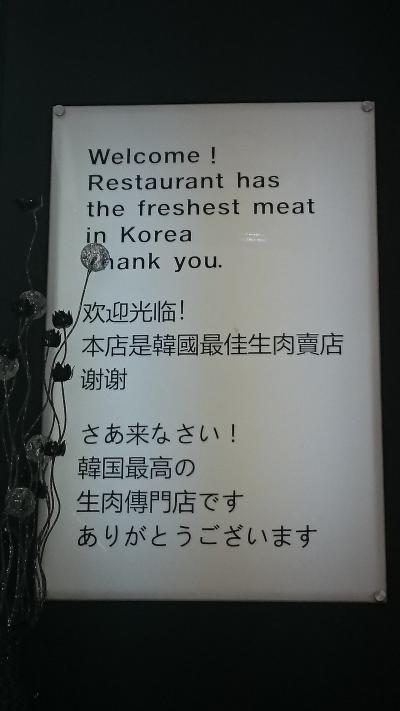 Welcome !
Restaurant has
the freshest meat
in Korea
hank you.
欢迎光临!
本店是韓國最佳生肉賣店
谢谢
さあ来なさい！
韓国最高の
生肉傳門店です
ありがとうございます